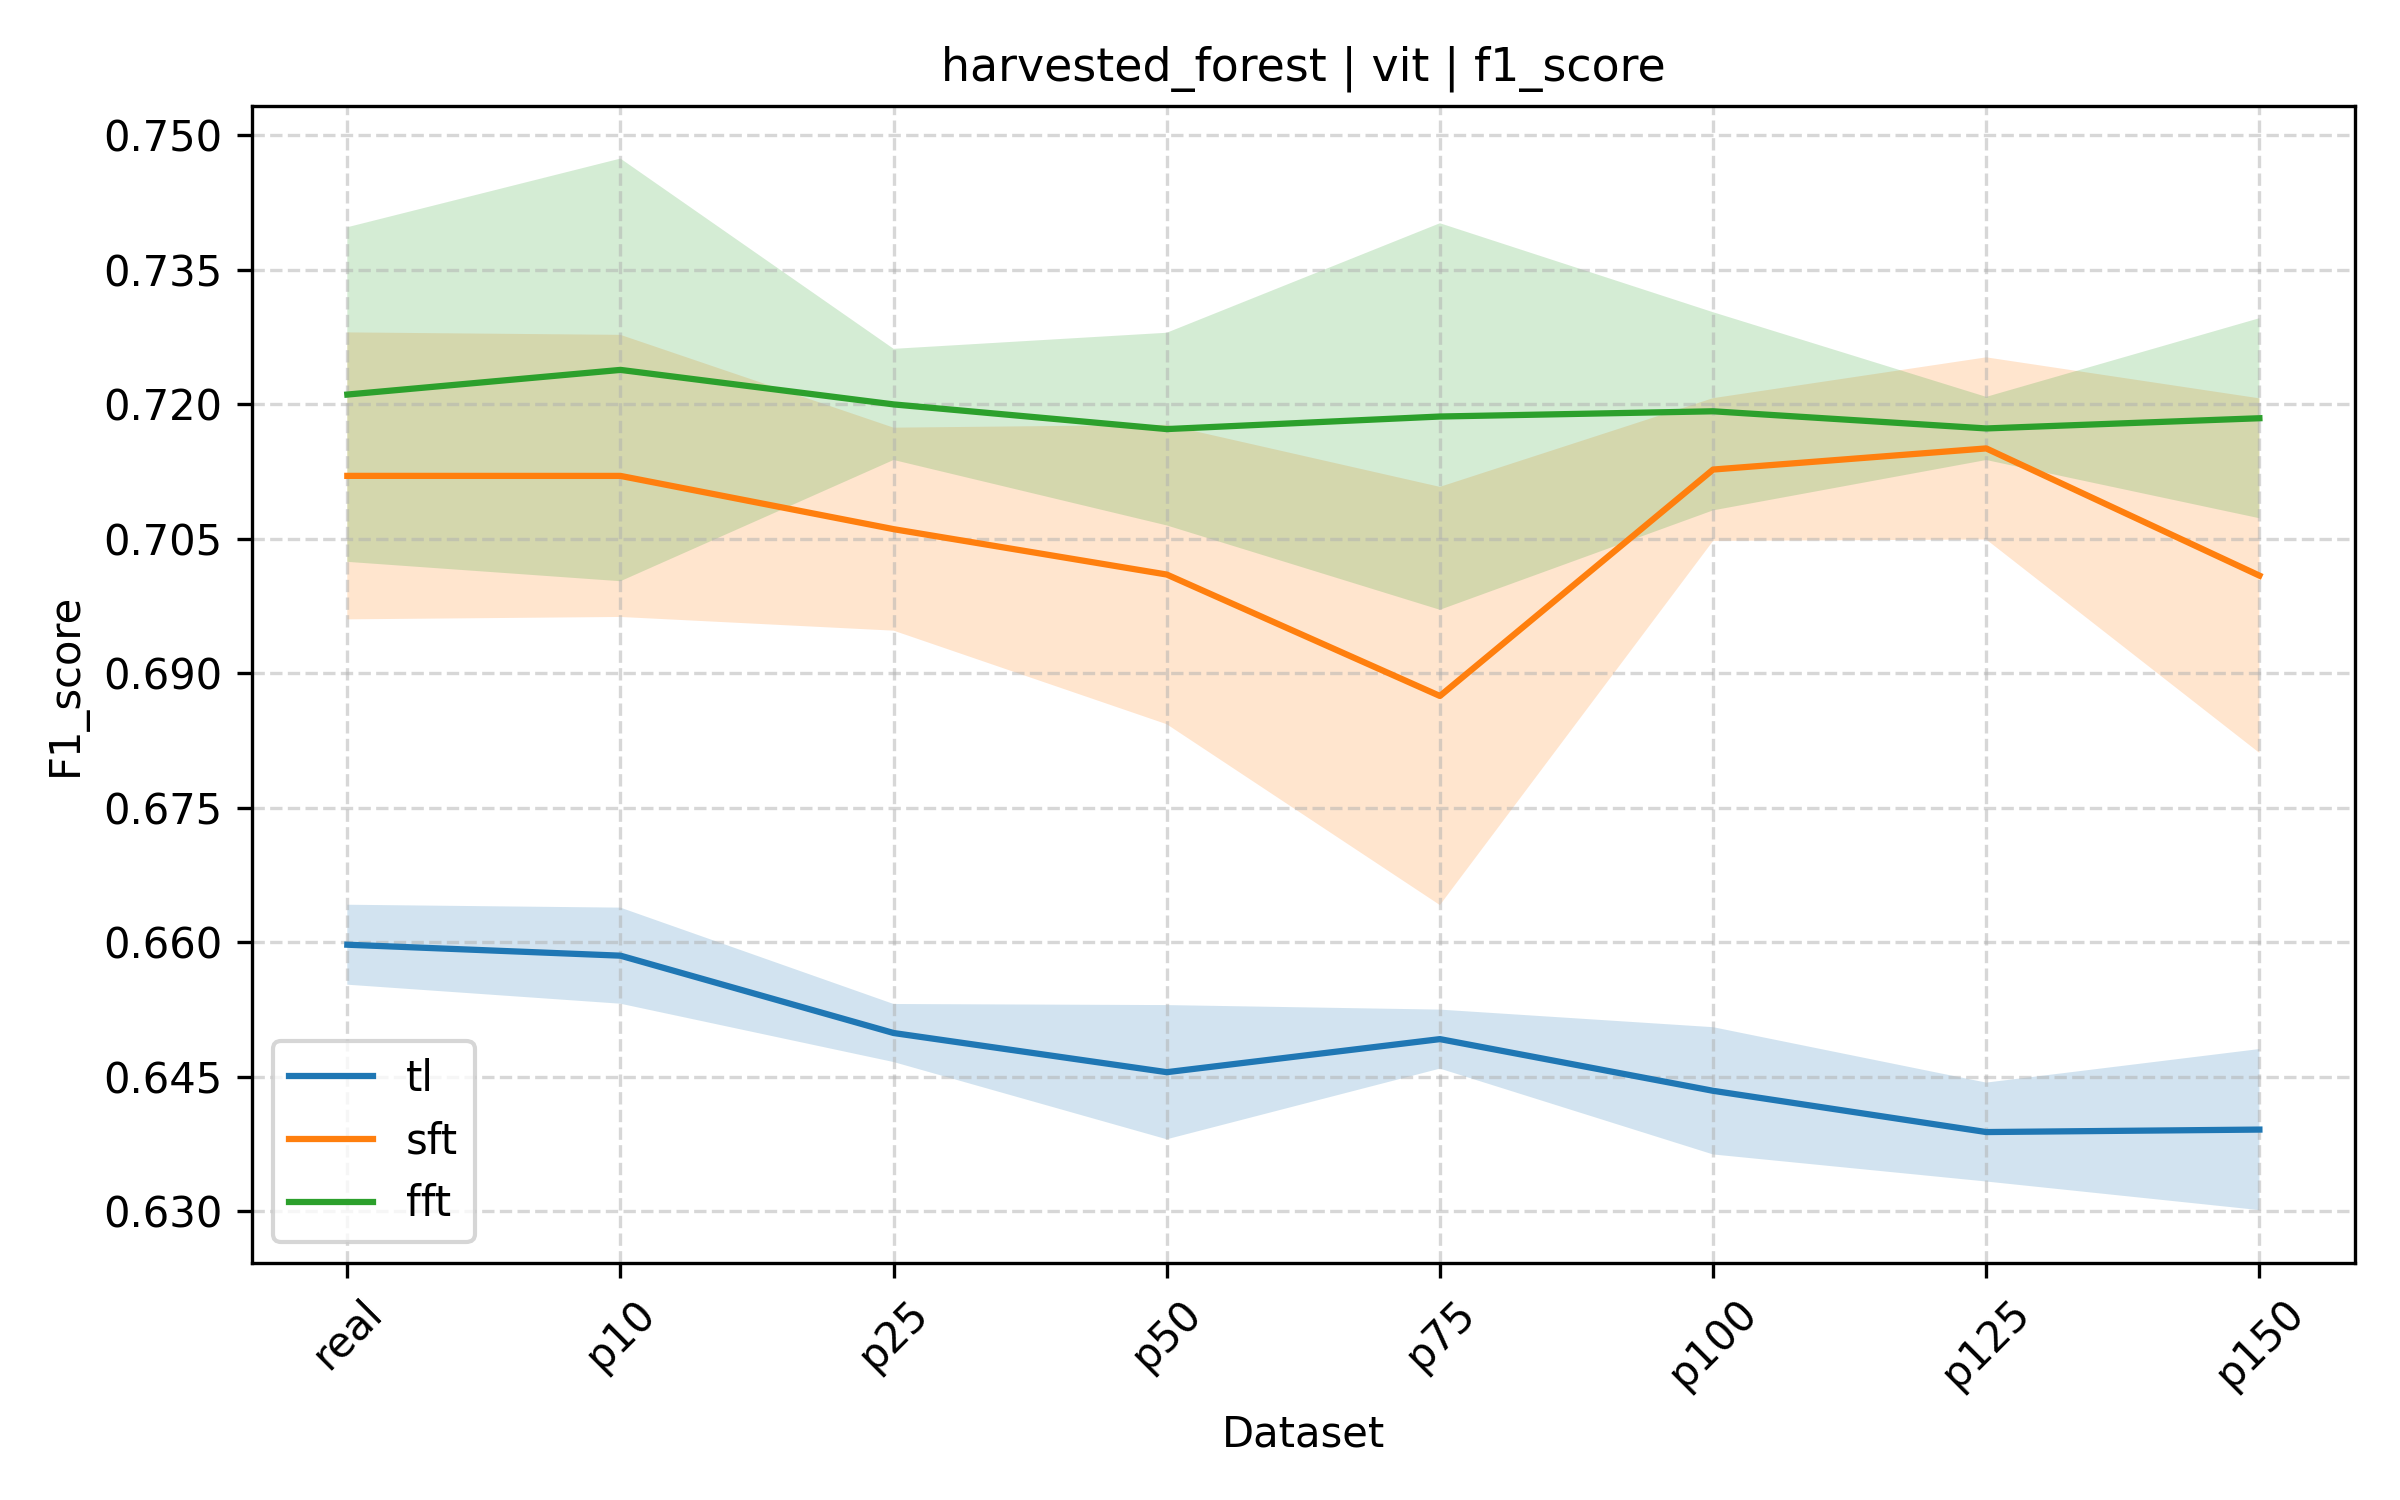 harvested_forest | vit | f1_score
F1_score
0.750
0.735
0.720
0.705
0.690
0.675
0.660
0.645
0.630
tl
sft
fft
real
p10
p25
p50
p75
p100
p125
p150
Dataset